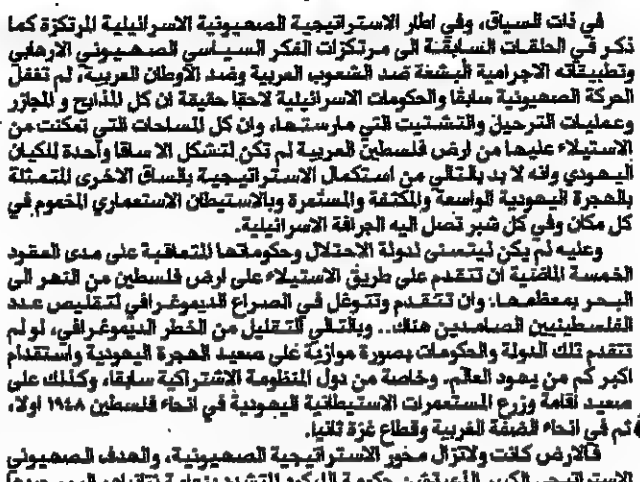 في ذات السياق، وفي اطار الاستراتيجية الصهيونية الاسرائيلية المرتكزة كما
ذكر في الحلقات السابقة الى مرتكزات الفكر السياسي الصهيوني الارهابي
وتطبيقاته الاجرامية البشعة ضد الشعوب العربية وضد الاوطان العربية، لم تغفل
الحركة الصهيونية سابقا والحكومات الاسرائيلية لاحقا حقيقة ان كل المذابح و المجازر
وعمليات الترحيل والتشتيت التي مارستها، وان كل المساحات التي تمكنت من
الاستيلاء عليها من ارض فلسطين العربية لم تكن لتشكل الا ساقا واحدة للكيان
اليهودي وانه لا بد بالتالي من استكمال الاستراتيجية بالساق الاخرى المتمثلة
بالهجرة اليهودية الواسعة والمكثفة والمستمرة وبالاستيطان الاستعماري المحموم في
كل مكان وفي كل شبر تصل اليه الجرافة الاسرائيلية.
وعليه لم يكن ليتسنى لدولة الاحتلال وحكوماتها المتعاقبة على مدى العقود
الخمسة الماضية ان تتقدم على طريق الاستيلاء على ارض فلسطين من النهر الى
البحر بمعظمها. وان تتقدم وتتوغل في الصراع الديموغرافي لتقليص عدد
الفلسطينيين الصامدين هناك.. وبالتالي التقليل من الخطر الديموغرافي، لو لم
تتقدم تلك الدولة والحكومات بصورة موازية على صعيد الهجرة اليهودية واستقدام
اكبر كم من يهود العالم. وخاصة من دول المنظومة الاشتراكية سابقا، وكذلك على
صعيد اقامة وزرع المستعمرات الاستيطانية اليهودية في انحاء فلسطين ١٩٤٨ اولا،
ثم في انحاء الضفة الغربية وقطاع غزة ثانيا.
فالارض كانت ولاتزال محور الاستراتيجية الصهيونية، والهدف الصهيوني